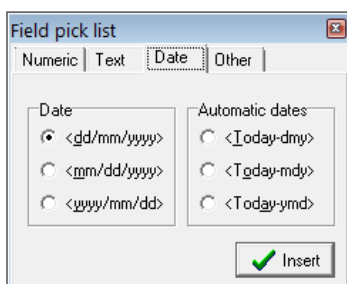 Field pick list
Numeric Text Date Other
Date Automatic dates
<dd/mm/yyyy> <Today-dmy>
<mm/dd/yyyy> <Today-mdy>
<yyyy/mm/dd> <Today-ymd>
Insert